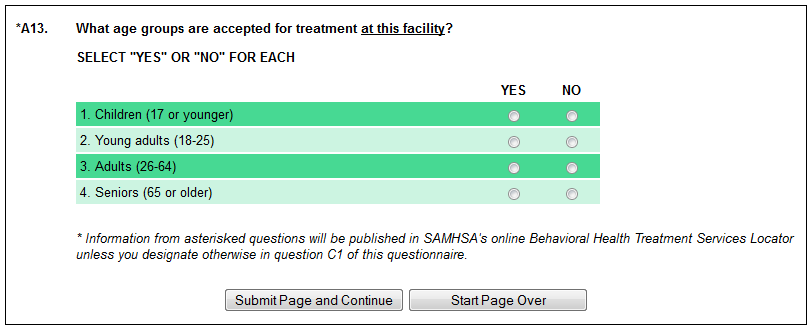 *A13. What age groups are accepted for treatment at this facility?
SELECT "YES" OR "NO" FOR EACH
YES NO
1. Children (17 or younger)
2. Young adults (18-25)
3. Adults (26-64)
4. Seniors (65 or older)
* Information from asterisked questions will be published in SAMHSA's online Behavioral Health Treatment Services Locator
unless you designate otherwise in question C1 of this questionnaire.
Submit Page and Continue Start Page Over